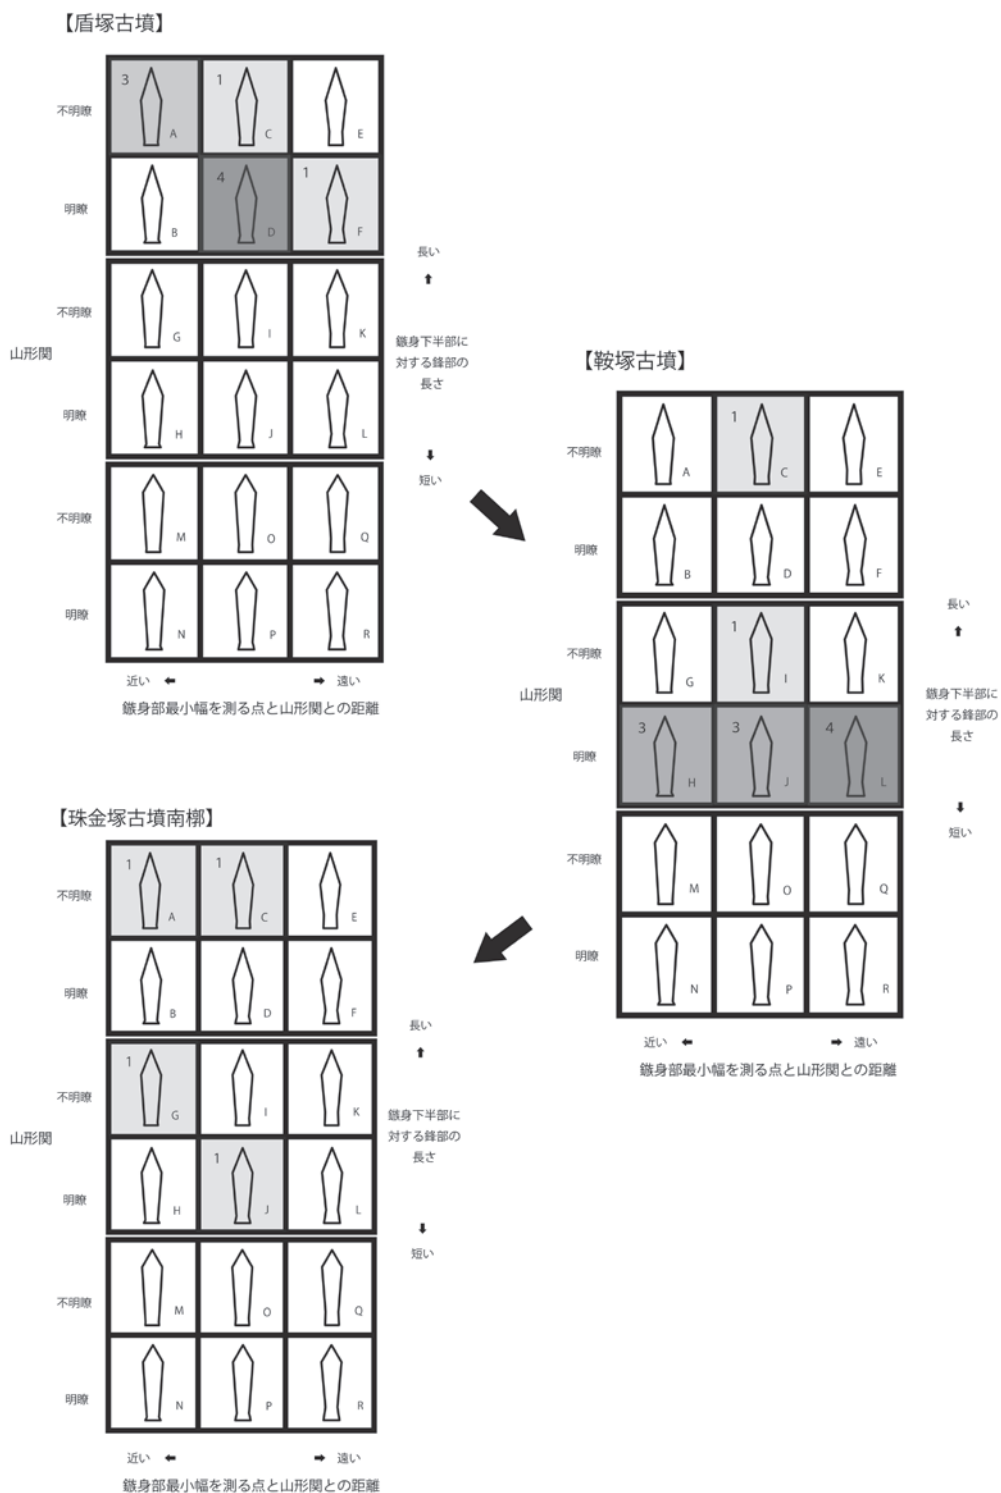 【盾塚古墳】
不明瞭
3 A
1 C
E
明瞭
B
4 D
1 F
山形関
不明瞭
G
I
K
明瞭
H
J
L
不明瞭
M
O
Q
明瞭
N
P
R
長い
⬆
鏃身下半部に
対する鋒部の
長さ
⬇
短い
近い ⬅ ➡ 遠い
鏃身部最小幅を測る点と山形関との距離
【鞍塚古墳】
不明瞭
A
1 C
E
明瞭
B
D
F
山形関
不明瞭
G
1 I
K
明瞭
3 H
3 J
4 L
不明瞭
M
O
Q
明瞭
N
P
R
長い
⬆
鏃身下半部に
対する鋒部の
長さ
⬇
短い
近い ⬅ ➡ 遠い
鏃身部最小幅を測る点と山形関との距離
【珠金塚古墳南槨】
不明瞭
1 A
1 C
E
明瞭
B
D
F
山形関
不明瞭
1 G
I
K
明瞭
H
1 J
L
不明瞭
M
O
Q
明瞭
N
P
R
長い
⬆
鏃身下半部に
対する鋒部の
長さ
⬇
短い
近い ⬅ ➡ 遠い
鏃身部最小幅を測る点と山形関との距離